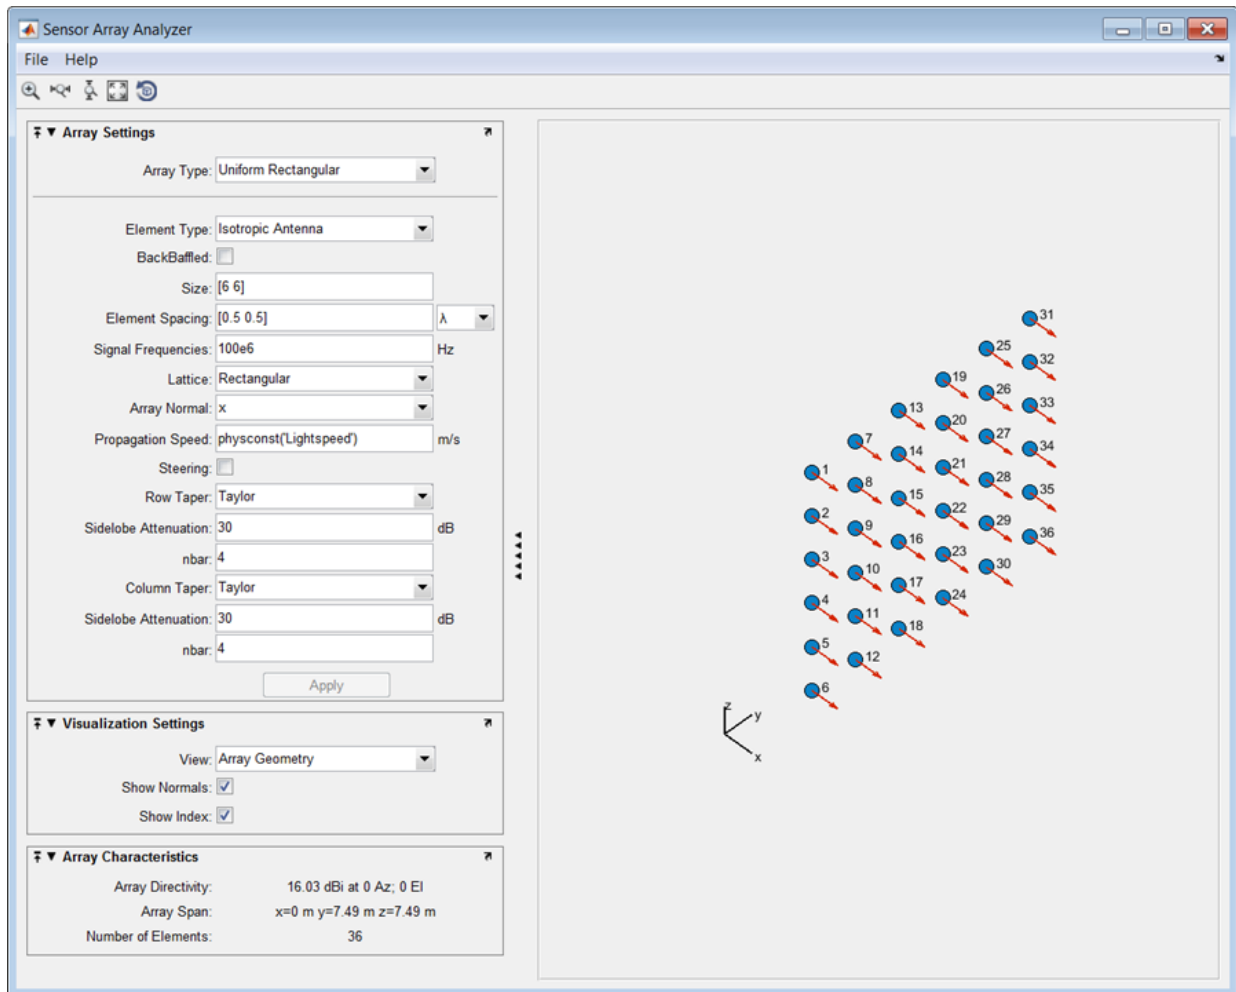 Sensor Array Analyzer
File Help
Array Settings
Array Type: Uniform Rectangular
Element Type: Isotropic Antenna
BackBaffled:
Size: [6 6]
Element Spacing: [0.5 0.5] λ
Signal Frequencies: 100e6 Hz
Lattice: Rectangular
Array Normal: x
Propagation Speed: physconst('Lightspeed') m/s
Steering:
Row Taper: Taylor
Sidelobe Attenuation: 30 dB
nbar: 4
Column Taper: Taylor
Sidelobe Attenuation: 30 dB
nbar: 4
Apply
Visualization Settings
View: Array Geometry
Show Normals:
Show Index:
Array Characteristics
Array Directivity: 16.03 dBi at 0 Az; 0 El
Array Span: x=0 m y=7.49 m z=7.49 m
Number of Elements: 36
31
25
32
19
26
13
33
20
7
27
34
14
21
1
28
8
35
15
22
2
29
9
36
16
23
3
30
10
17
24
4
11
18
5
12
6
z
y
x